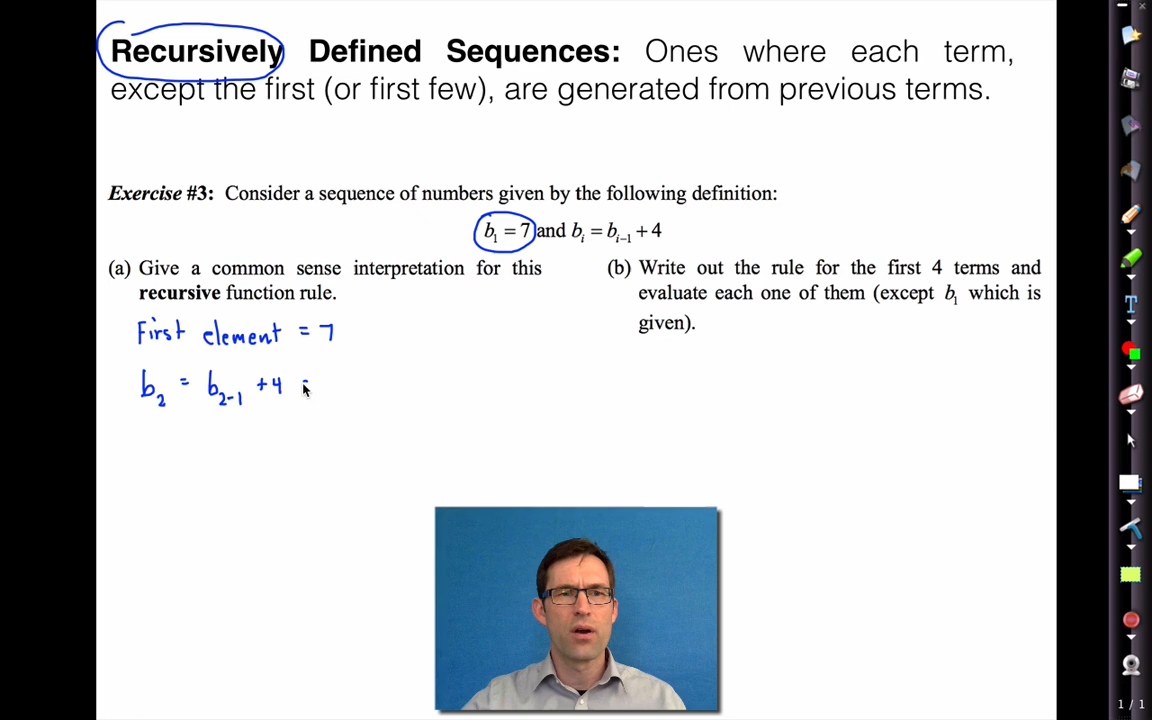 Recursively Defined Sequences: Ones where each term,
except the first (or first few), are generated from previous terms.
Exercise #3: Consider a sequence of numbers given by the following definition:
b₁ = 7 and bᵢ = bᵢ₋₁ + 4
(a) Give a common sense interpretation for this
recursive function rule.
First element = 7
b₂ = b₂₋₁ +4 =
(b) Write out the rule for the first 4 terms and
evaluate each one of them (except b₁ which is
given).
1 / 1